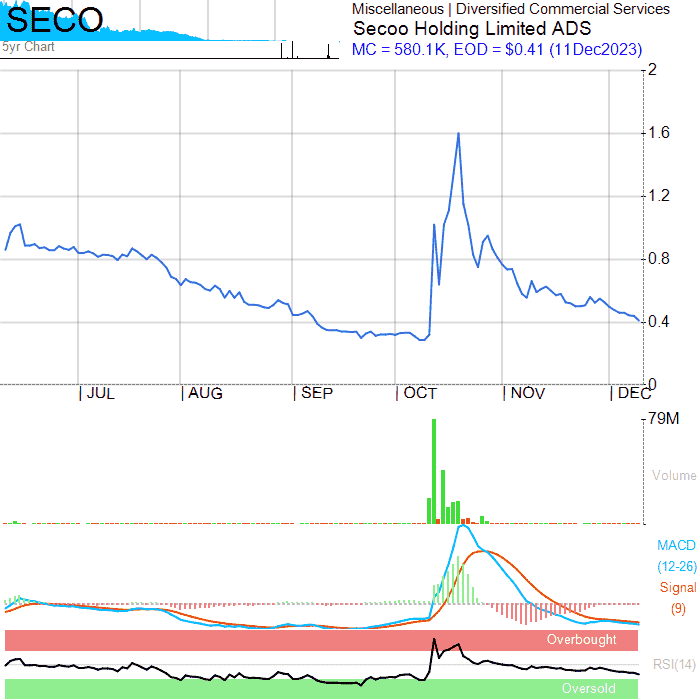 SECO
5yr Chart
Miscellaneous | Diversified Commercial Services
Secoo Holding Limited ADS
MC = 580.1K, EOD = $0.41 (11Dec2023)
2
1.6
1.2
0.8
0.4
0
JUL
AUG
SEP
OCT
NOV
DEC
79M
Volume
MACD
(12-26)
Signal
(9)
Overbought
RSI(14)
Oversold